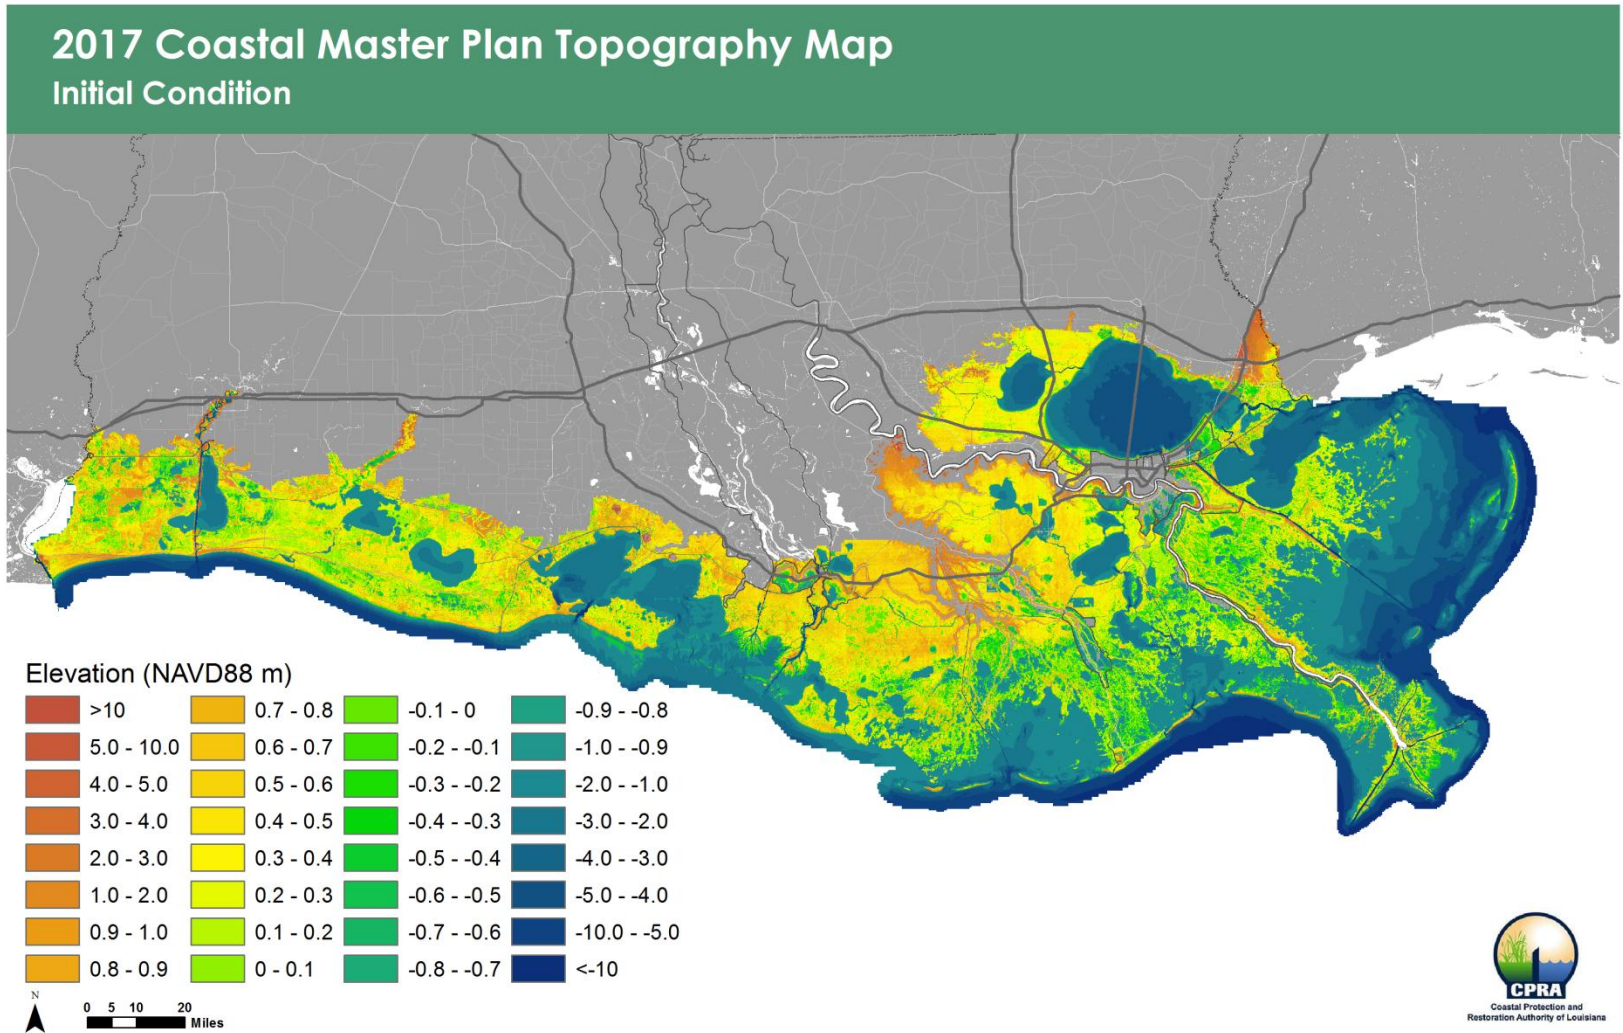 2017 Coastal Master Plan Topography Map
Initial Condition
Elevation (NAVD88 m)
>10
5.0 - 10.0
4.0 - 5.0
3.0 - 4.0
2.0 - 3.0
1.0 - 2.0
0.9 - 1.0
0.8 - 0.9
0.7 - 0.8
0.6 - 0.7
0.5 - 0.6
0.4 - 0.5
0.3 - 0.4
0.2 - 0.3
0.1 - 0.2
0 - 0.1
-0.1 - 0
-0.2 - -0.1
-0.3 - -0.2
-0.4 - -0.3
-0.5 - -0.4
-0.6 - -0.5
-0.7 - -0.6
-0.8 - -0.7
-0.9 - -0.8
-1.0 - -0.9
-2.0 - -1.0
-3.0 - -2.0
-4.0 - -3.0
-5.0 - -4.0
-10.0 - -5.0
<-10
N
0 5 10 20
Miles
CPRA
Coastal Protection and
Restoration Authority of Louisiana